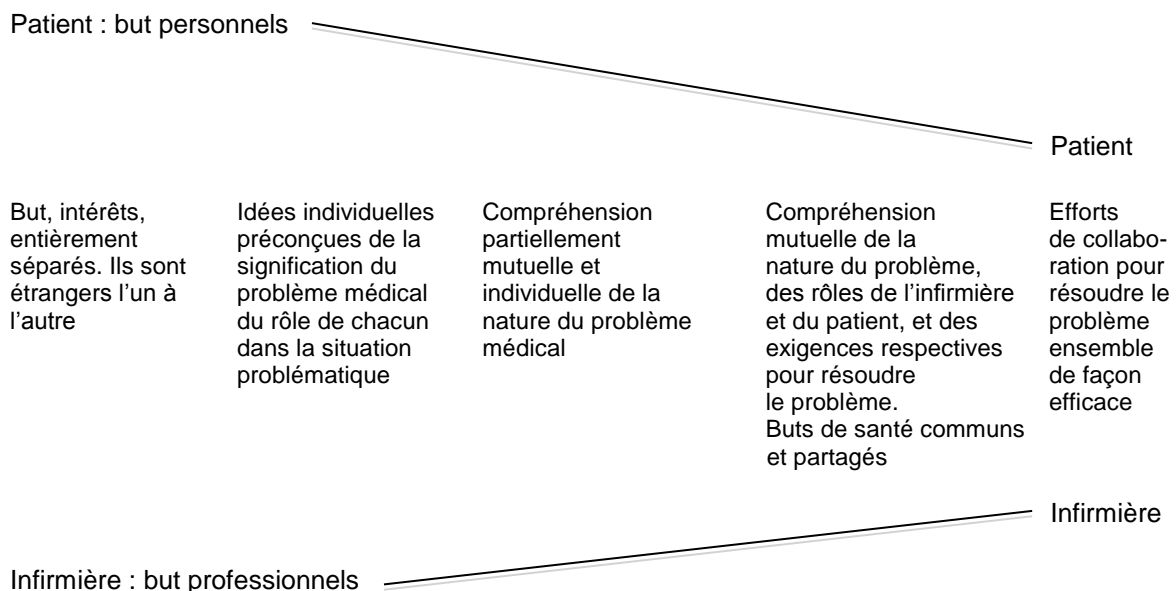 Patient : but personnels
Patient
But, intérêts,
entièrement
séparés. Ils sont
étrangers l’un à
l’autre
Idées individuelles
préconçues de la
signification du
problème médical
du rôle de chacun
dans la situation
problématique
Compréhension
partiellement
mutuelle et
individuelle de la
nature du problème
médical
Compréhension
mutuelle de la
nature du problème,
des rôles de l’infirmière
et du patient, et des
exigences respectives
pour résoudre
le problème.
Buts de santé communs
et partagés
Efforts
de collabo-
ration pour
résoudre le
problème
ensemble
de façon
efficace
Infirmière
Infirmière : but professionnels